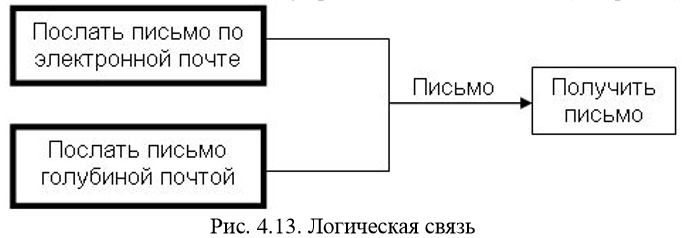 Послать письмо по
электронной почте
Письмо
Получить
письмо
Послать письмо
голубиной почтой
Рис. 4.13. Логическая связь